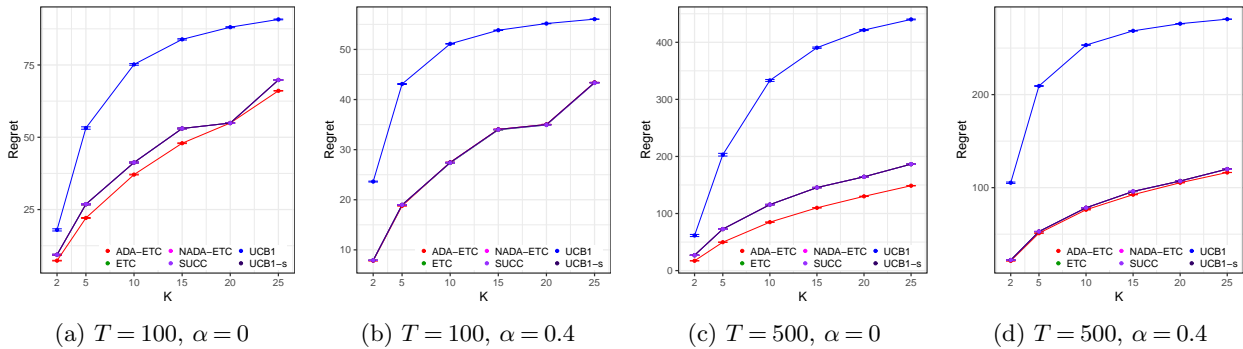 75
50
25
Regret
2 5 10 15 20 25
K
ADA−ETC NADA−ETC UCB1
ETC SUCC UCB1−s
(a) T = 100, α = 0
50
40
30
20
10
Regret
2 5 10 15 20 25
K
ADA−ETC NADA−ETC UCB1
ETC SUCC UCB1−s
(b) T = 100, α = 0.4
400
300
200
100
0
Regret
2 5 10 15 20 25
K
ADA−ETC NADA−ETC UCB1
ETC SUCC UCB1−s
(c) T = 500, α = 0
200
100
Regret
2 5 10 15 20 25
K
ADA−ETC NADA−ETC UCB1
ETC SUCC UCB1−s
(d) T = 500, α = 0.4